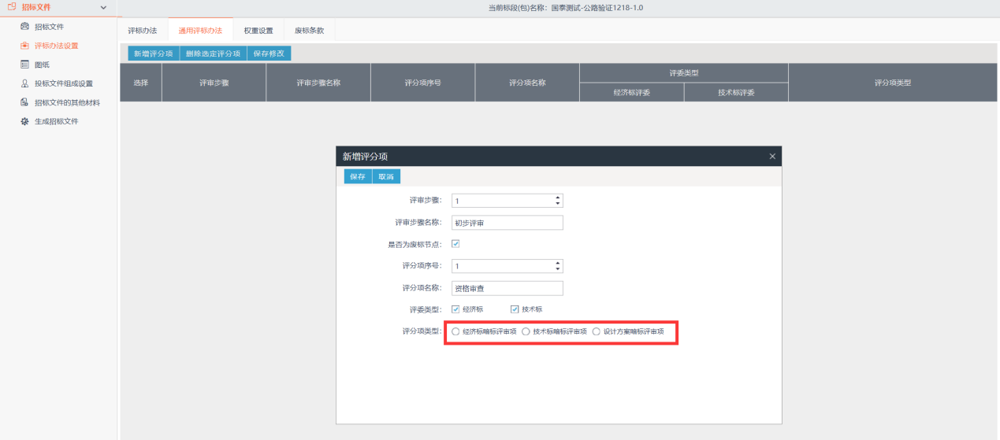 招标文件
当前标段(包)名称：国泰测试-公路验证1218-1.0
招标文件
评标办法设置
图纸
投标文件组成设置
招标文件的其他材料
生成招标文件
评标办法 通用评标办法 权重设置 废标条款
新增评分项 删除选定评分项 保存修改
选择 评审步骤 评审步骤名称 评分项序号 评分项名称 评委类型 评分项类型
经济标评委 技术标评委
新增评分项
保存 取消
评审步骤： 1
评审步骤名称： 初步评审
是否为废标节点：
评分项序号： 1
评分项名称： 资格审查
评委类型： 经济标 技术标
评分项类型： 经济标暗标评审项 技术标暗标评审项 设计方案暗标评审项